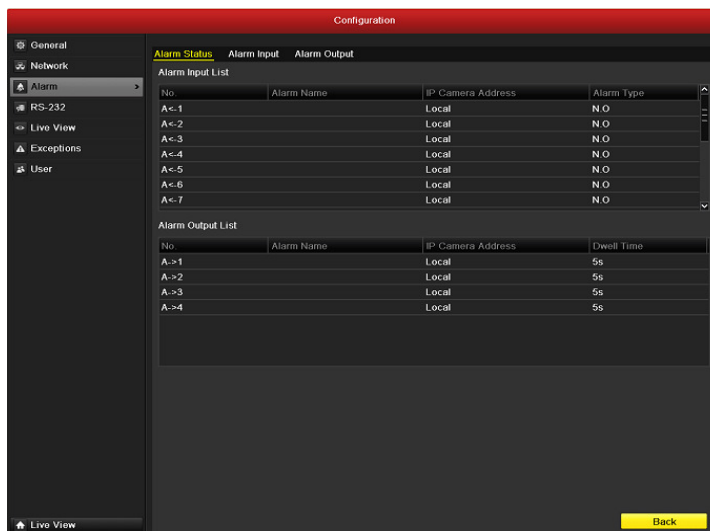 Configuration
General
Network
Alarm >
RS-232
Live View
Exceptions
User
Alarm Status Alarm Input Alarm Output
Alarm Input List
No. Alarm Name IP Camera Address Alarm Type
A<-1 Local N.O
A<-2 Local N.O
A<-3 Local N.O
A<-4 Local N.O
A<-5 Local N.O
A<-6 Local N.O
A<-7 Local N.O
Alarm Output List
No. Alarm Name IP Camera Address Dwell Time
A->1 Local 5s
A->2 Local 5s
A->3 Local 5s
A->4 Local 5s
Live View
Back